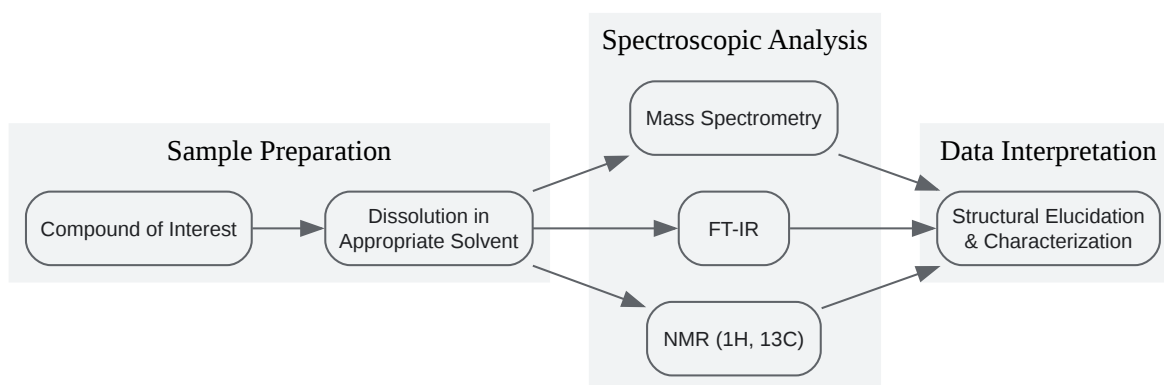 Sample Preparation
Compound of Interest
Dissolution in
Appropriate Solvent
Spectroscopic Analysis
Mass Spectrometry
FT-IR
NMR (1H, 13C)
Data Interpretation
Structural Elucidation
& Characterization